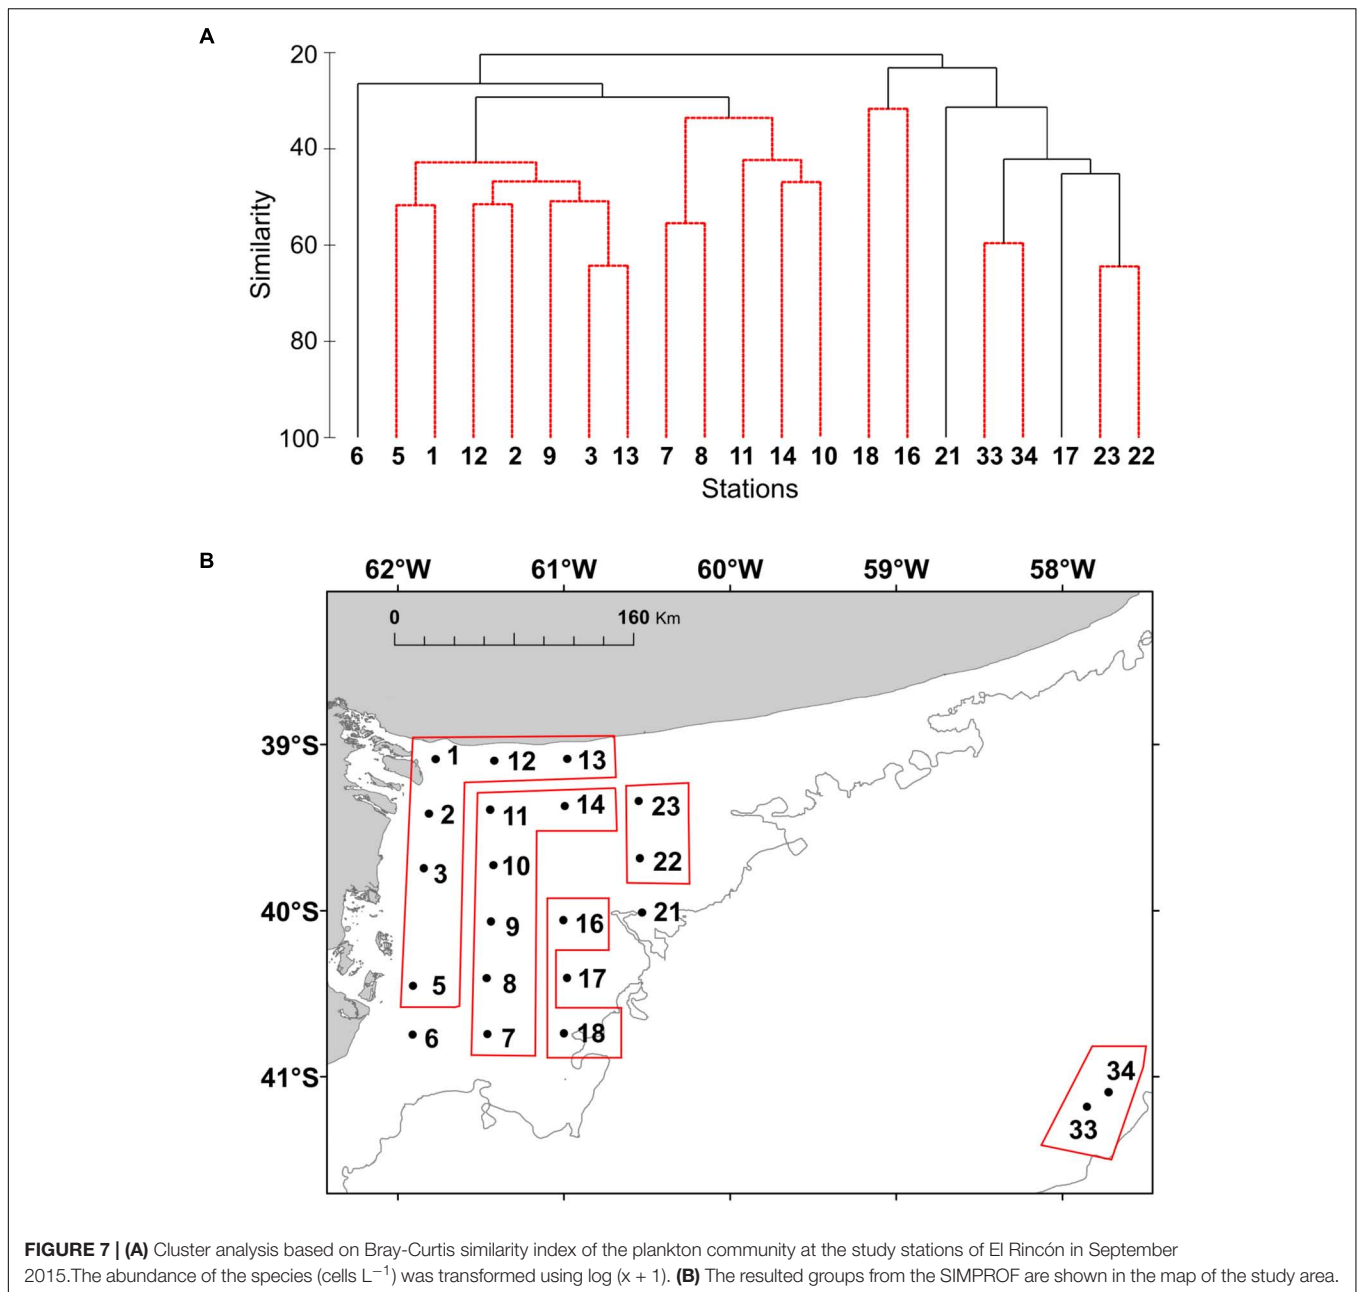 A
20
40
60
80
100
Similarity
6 5 1 12 2 9 3 13 7 8 11 14 10 18 16 21 33 34 17 23 22
Stations
B
62°W 61°W 60°W 59°W 58°W
0 160 Km
39°S
40°S
41°S
1 12 13
2 11 14 23
3 10 22
9 16 21
5 8 17
6 7 18
34
33
FIGURE 7 | (A) Cluster analysis based on Bray-Curtis similarity index of the plankton community at the study stations of El Rincón in September
2015.The abundance of the species (cells L⁻¹) was transformed using log (x + 1). (B) The resulted groups from the SIMPROF are shown in the map of the study area.